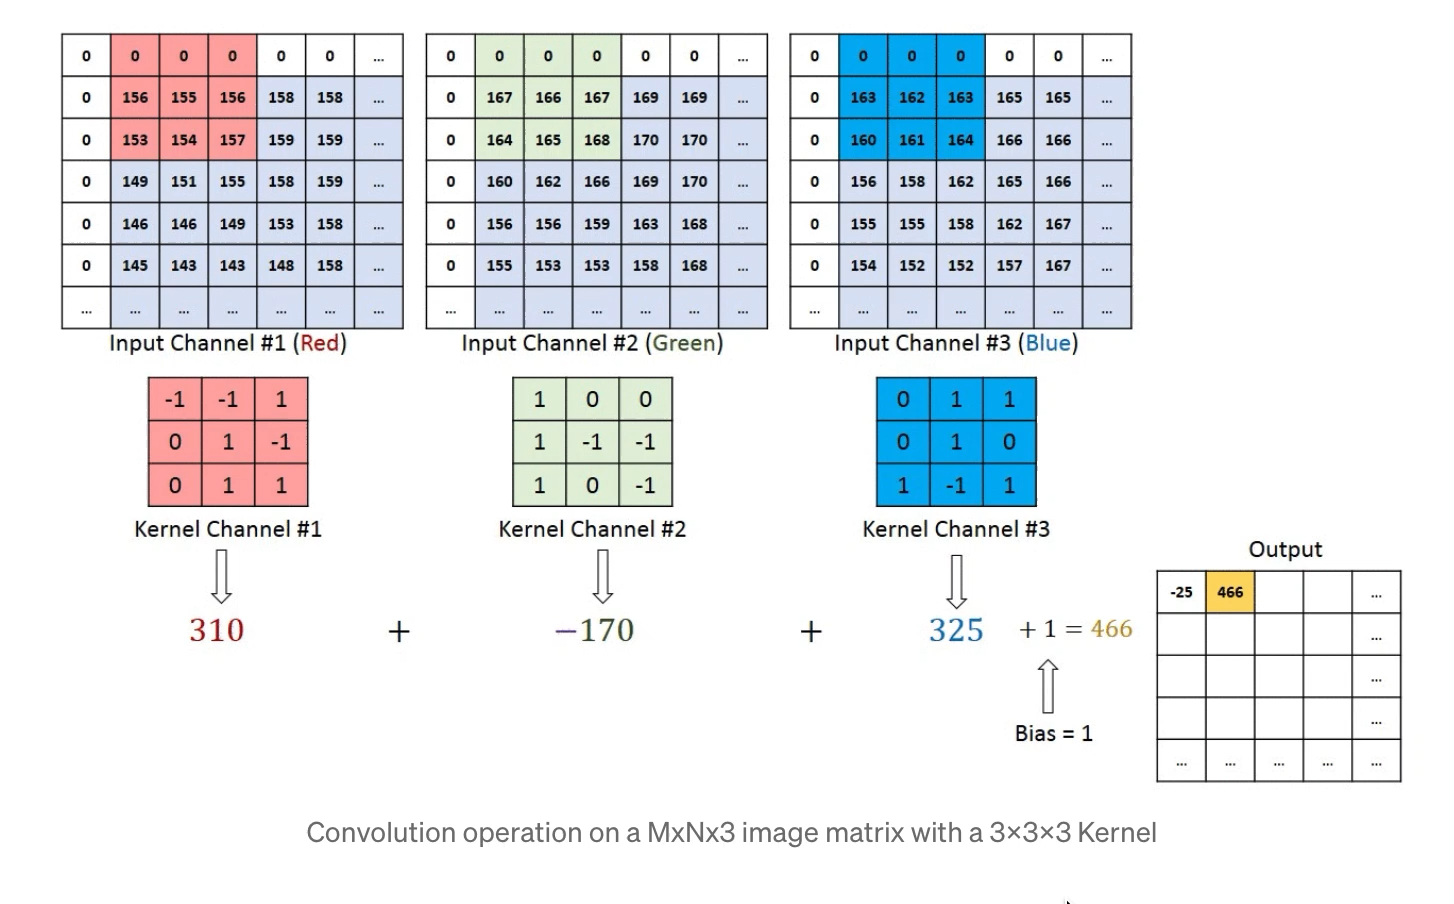 0 0 0 0 0 0 ...
0 156 155 156 158 158 ...
0 153 154 157 159 159 ...
0 149 151 155 158 159 ...
0 146 146 149 153 158 ...
0 145 143 143 148 158 ...
... ... ... ... ... ... ...
Input Channel #1 (Red)
0 0 0 0 0 0 ...
0 167 166 167 169 169 ...
0 164 165 168 170 170 ...
0 160 162 166 169 170 ...
0 156 156 159 163 168 ...
0 155 153 153 158 168 ...
... ... ... ... ... ... ...
Input Channel #2 (Green)
0 0 0 0 0 0 ...
0 163 162 163 165 165 ...
0 160 161 164 166 166 ...
0 156 158 162 165 166 ...
0 155 155 158 162 167 ...
0 154 152 152 157 167 ...
... ... ... ... ... ... ...
Input Channel #3 (Blue)
-1 -1 1
0 1 -1
0 1 1
Kernel Channel #1
1 0 0
1 -1 -1
1 0 -1
Kernel Channel #2
0 1 1
0 1 0
1 -1 1
Kernel Channel #3
310 + −170 + 325 + 1 = 466
Bias = 1
Output
-25 466 ...
...
...
...
... ... ... ... ...
Convolution operation on a MxNx3 image matrix with a 3×3×3 Kernel